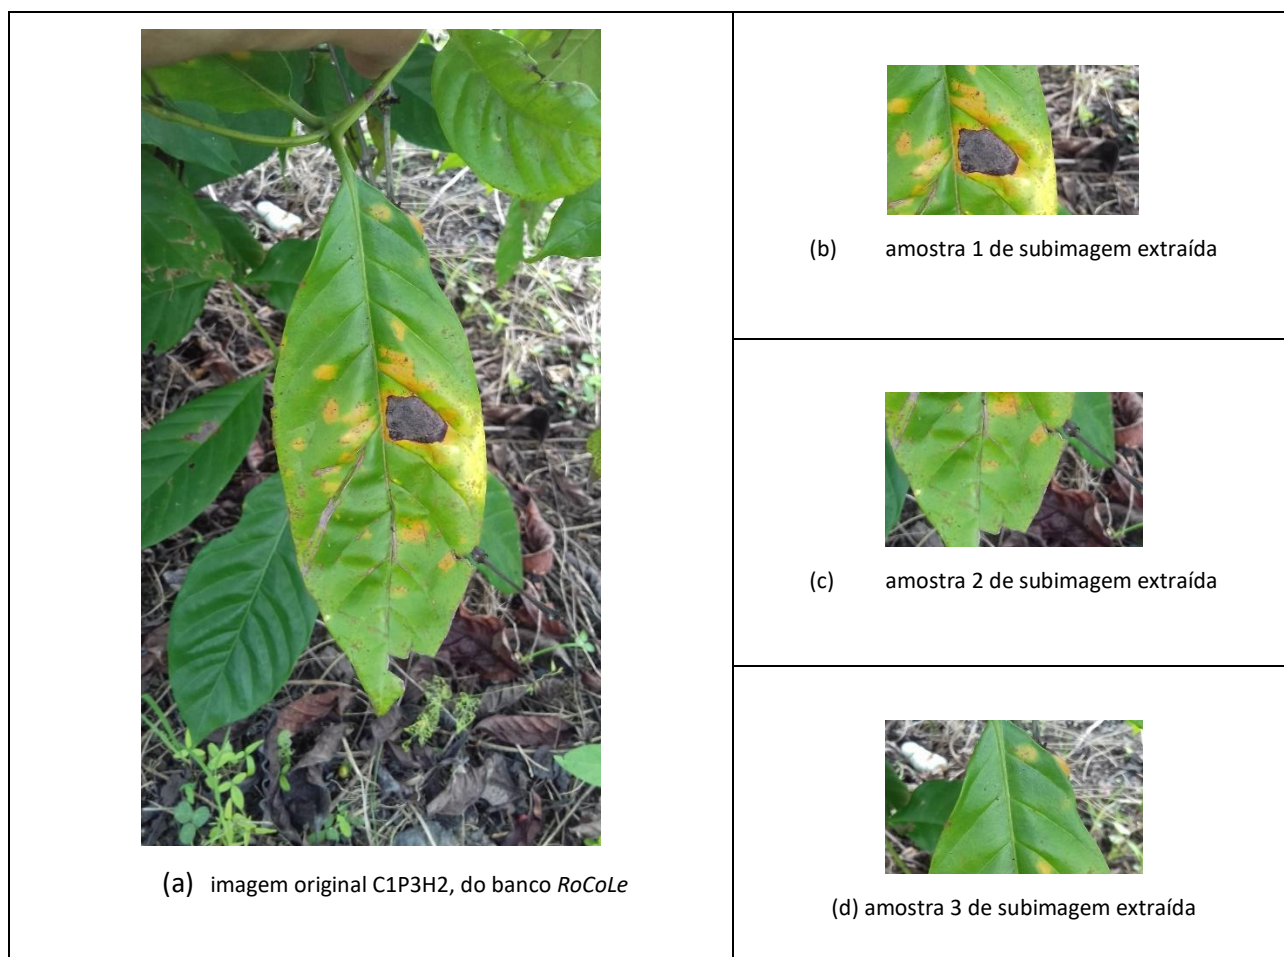 (a) imagem original C1P3H2, do banco RoCoLe
(b) amostra 1 de subimagem extraída
(c) amostra 2 de subimagem extraída
(d) amostra 3 de subimagem extraída